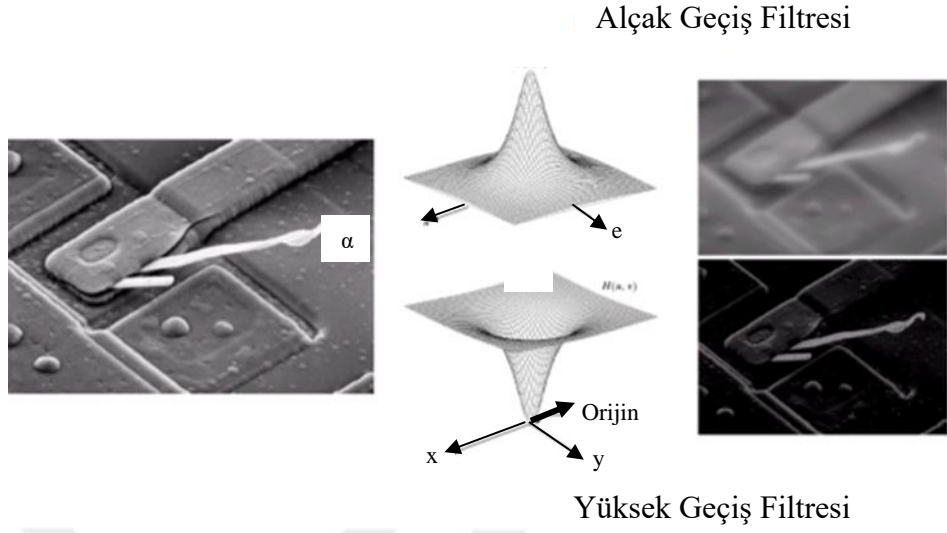 Alçak Geçiş Filtresi
α
e
H(u, v)
Orijin
x
y
Yüksek Geçiş Filtresi